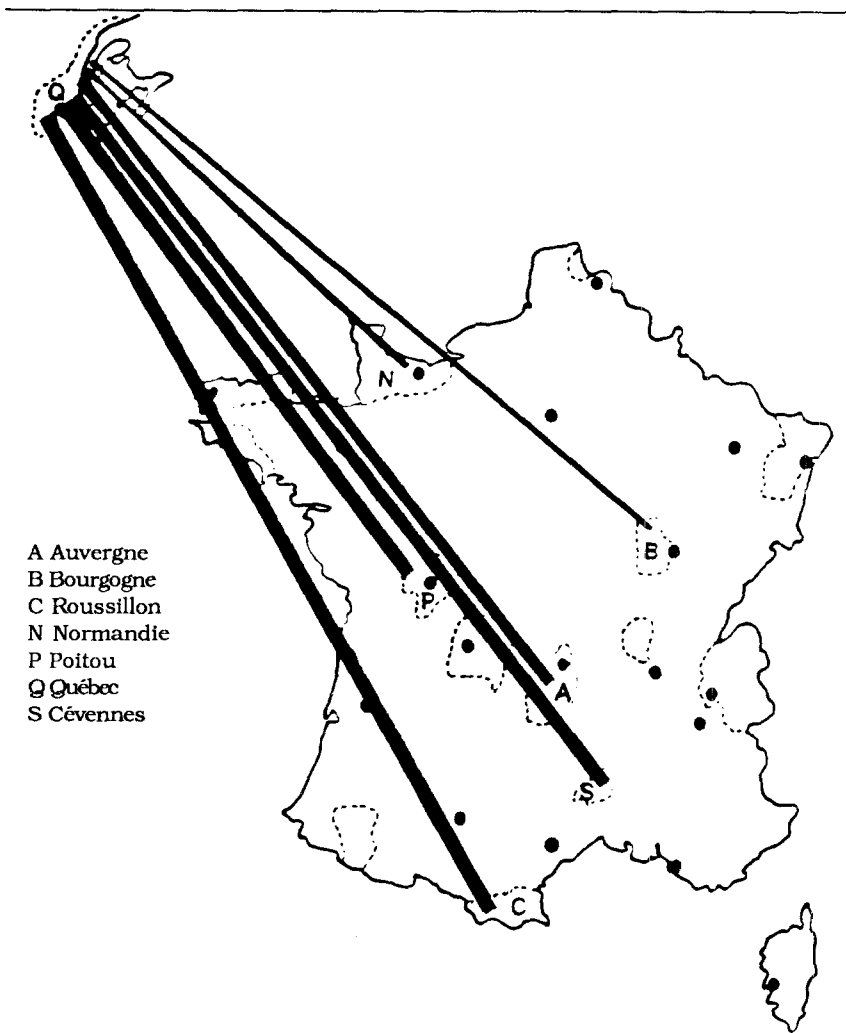 Q
N
B
P
A
S
C
A Auvergne
B Bourgogne
C Roussillon
N Normandie
P Poitou
Q Québec
S Cévennes